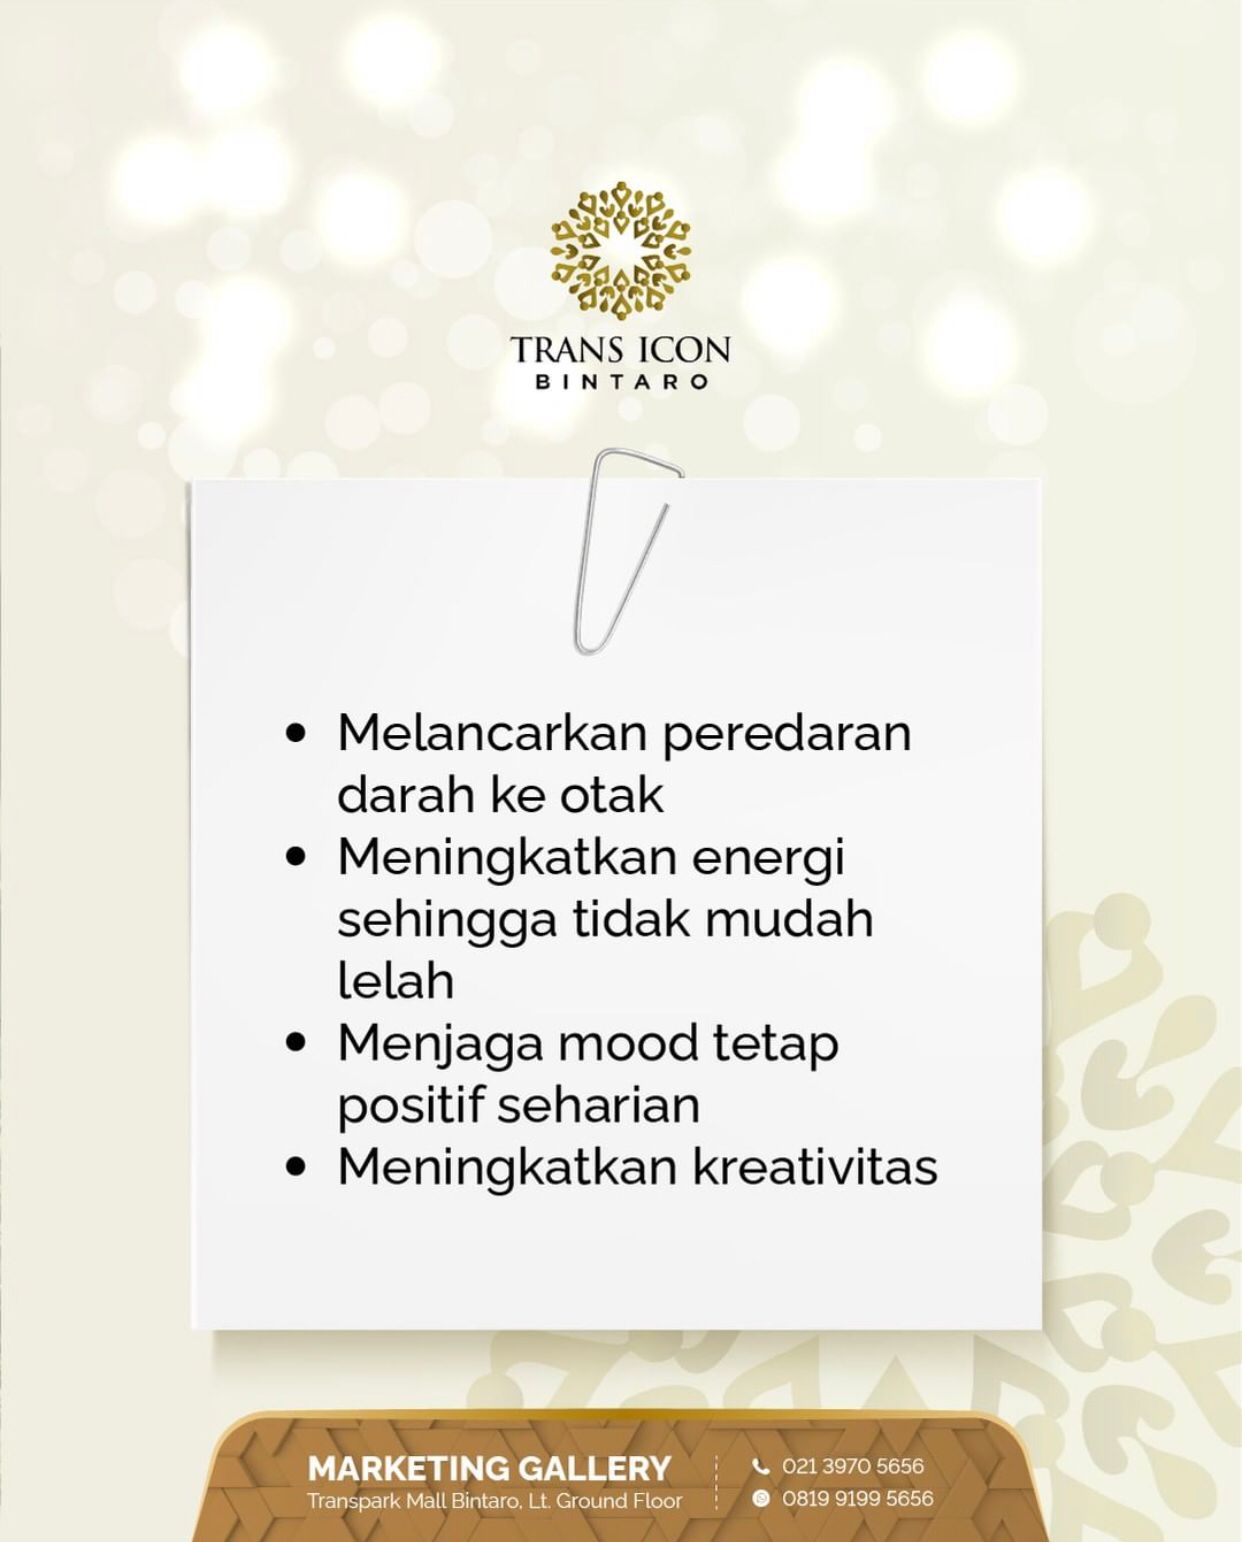 TRANS ICON
BINTARO
• Melancarkan peredaran
darah ke otak
• Meningkatkan energi
sehingga tidak mudah
lelah
• Menjaga mood tetap
positif seharian
• Meningkatkan kreativitas
MARKETING GALLERY
Transpark Mall Bintaro, Lt. Ground Floor
021 3970 5656
0819 9199 5656